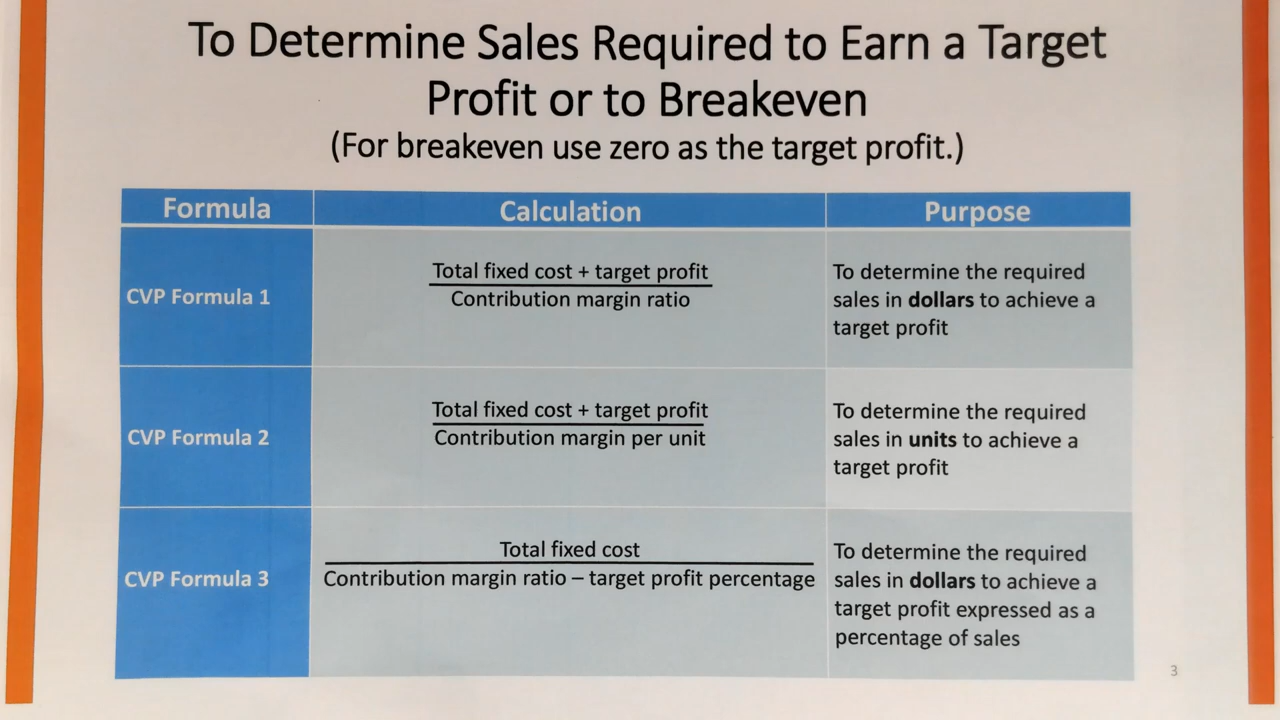 To Determine Sales Required to Earn a Target
Profit or to Breakeven
(For breakeven use zero as the target profit.)
Formula
Calculation
Purpose
CVP Formula 1
Total fixed cost + target profit
Contribution margin ratio
To determine the required
sales in dollars to achieve a
target profit
CVP Formula 2
Total fixed cost + target profit
Contribution margin per unit
To determine the required
sales in units to achieve a
target profit
CVP Formula 3
Total fixed cost
Contribution margin ratio – target profit percentage
To determine the required
sales in dollars to achieve a
target profit expressed as a
percentage of sales
3